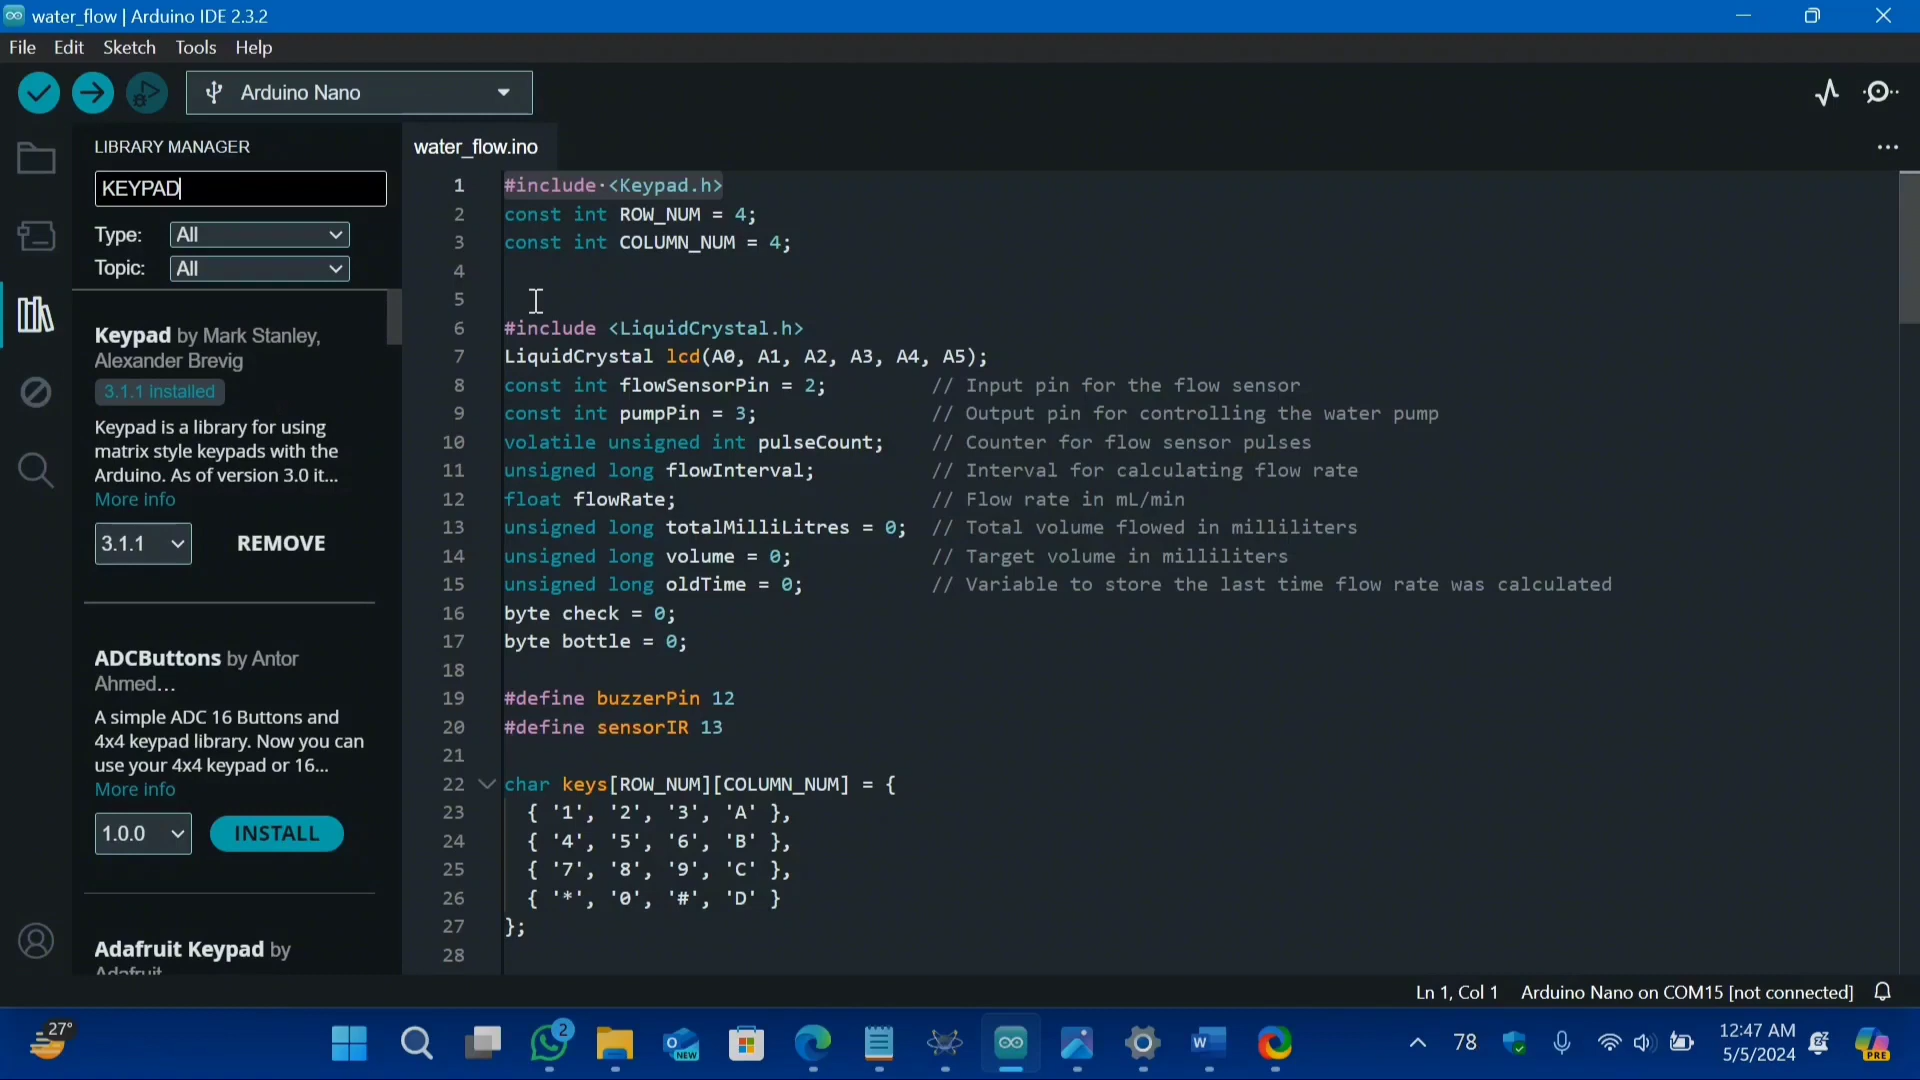 water_flow | Arduino IDE 2.3.2
File Edit Sketch Tools Help
Arduino Nano
LIBRARY MANAGER
KEYPAD
Type: All
Topic: All
Keypad by Mark Stanley,
Alexander Brevig
3.1.1 installed
Keypad is a library for using
matrix style keypads with the
Arduino. As of version 3.0 it...
More info
3.1.1 REMOVE
ADCButtons by Antor
Ahmed...
A simple ADC 16 Buttons and
4x4 keypad library. Now you can
use your 4x4 keypad or 16...
More info
1.0.0 INSTALL
Adafruit Keypad by
Adafruit
water_flow.ino
1 #include <Keypad.h>
2 const int ROW_NUM = 4;
3 const int COLUMN_NUM = 4;
4
5
6 #include <LiquidCrystal.h>
7 LiquidCrystal lcd(A0, A1, A2, A3, A4, A5);
8 const int flowSensorPin = 2; // Input pin for the flow sensor
9 const int pumpPin = 3; // Output pin for controlling the water pump
10 volatile unsigned int pulseCount; // Counter for flow sensor pulses
11 unsigned long flowInterval; // Interval for calculating flow rate
12 float flowRate; // Flow rate in mL/min
13 unsigned long totalMilliLitres = 0; // Total volume flowed in milliliters
14 unsigned long volume = 0; // Target volume in milliliters
15 unsigned long oldTime = 0; // Variable to store the last time flow rate was calculated
16 byte check = 0;
17 byte bottle = 0;
18
19 #define buzzerPin 12
20 #define sensorIR 13
21
22 char keys[ROW_NUM][COLUMN_NUM] = {
23 { '1', '2', '3', 'A' },
24 { '4', '5', '6', 'B' },
25 { '7', '8', '9', 'C' },
26 { '*', '0', '#', 'D' }
27 };
28
Ln 1, Col 1 Arduino Nano on COM15 [not connected]
27°
2
NEW
W
78
12:47 AM
5/5/2024
PRE